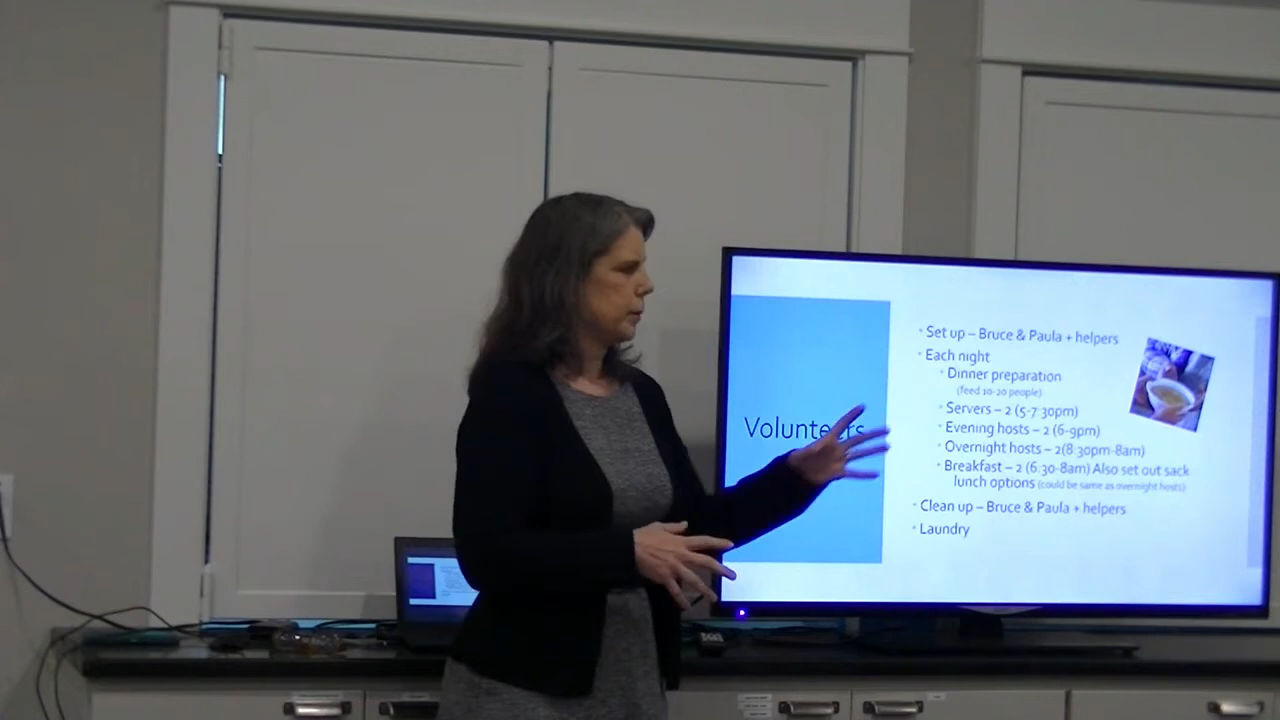 Volunteers
Set up – Bruce & Paula + helpers
Each night
Dinner preparation
(feed 10-20 people)
Servers – 2 (5-7:30pm)
Evening hosts – 2 (6-9pm)
Overnight hosts – 2(8:30pm-8am)
Breakfast – 2 (6:30-8am) Also set out sack
lunch options (could be same as overnight hosts)
Clean up – Bruce & Paula + helpers
Laundry